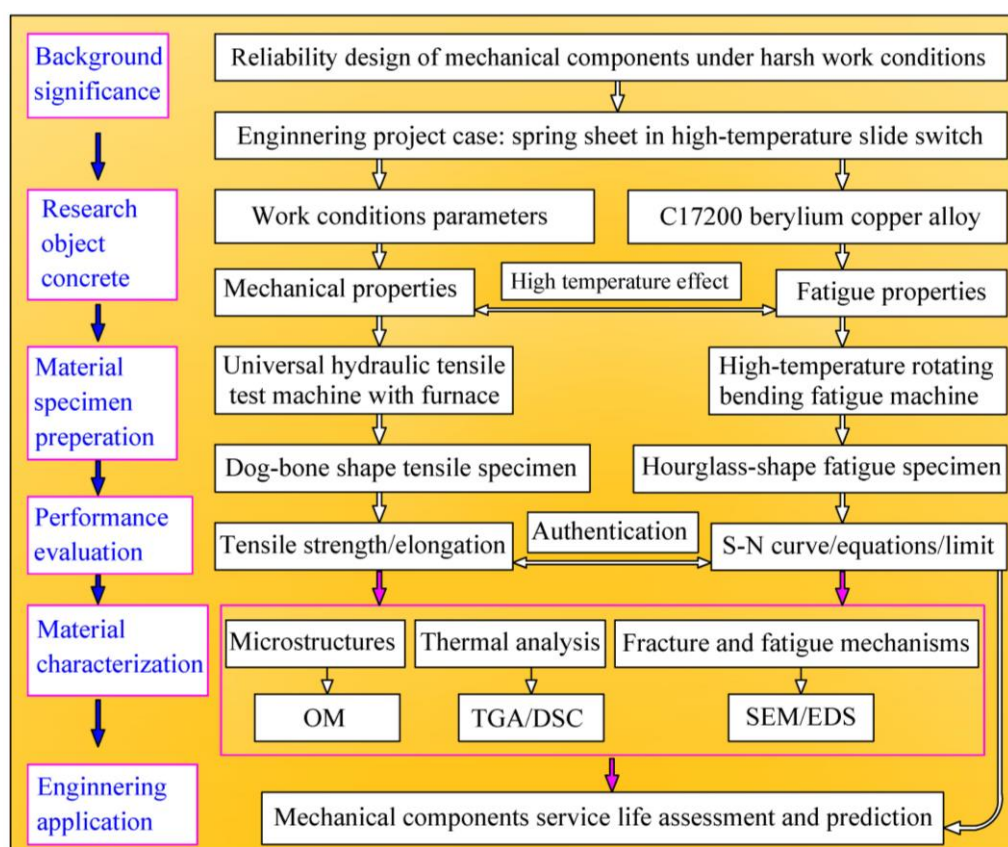 Background
significance
Reliability design of mechanical components under harsh work conditions
Enginnering project case: spring sheet in high-temperature slide switch
Research
object
concrete
Work conditions parameters
C17200 berylium copper alloy
Mechanical properties
High temperature effect
Fatigue properties
Material
specimen
preperation
Universal hydraulic tensile
test machine with furnace
High-temperature rotating
bending fatigue machine
Dog-bone shape tensile specimen
Hourglass-shape fatigue specimen
Performance
evaluation
Tensile strength/elongation
Authentication
S-N curve/equations/limit
Material
characterization
Microstructures
Thermal analysis
Fracture and fatigue mechanisms
OM
TGA/DSC
SEM/EDS
Enginnering
application
Mechanical components service life assessment and prediction